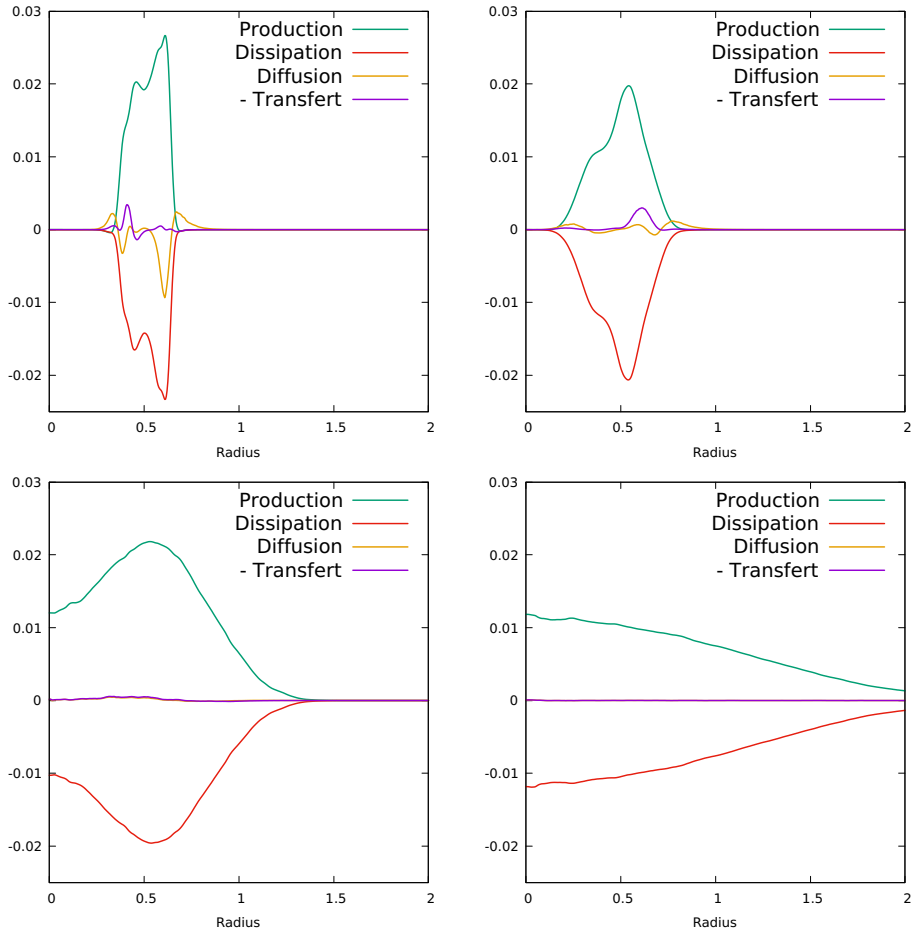 0.03
0.02
0.01
0
-0.01
-0.02
0 0.5 1 1.5 2
Radius
Production
Dissipation
Diffusion
- Transfert
0.03
0.02
0.01
0
-0.01
-0.02
0 0.5 1 1.5 2
Radius
Production
Dissipation
Diffusion
- Transfert
0.03
0.02
0.01
0
-0.01
-0.02
0 0.5 1 1.5 2
Radius
Production
Dissipation
Diffusion
- Transfert
0.03
0.02
0.01
0
-0.01
-0.02
0 0.5 1 1.5 2
Radius
Production
Dissipation
Diffusion
- Transfert